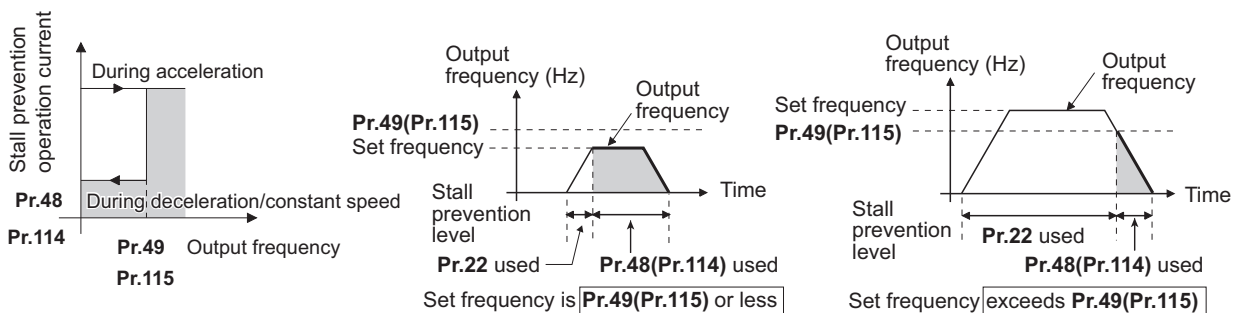 Stall prevention
operation current
During acceleration
During deceleration/constant speed
Pr.48
Pr.114
Pr.49
Pr.115
Output frequency
Output
frequency (Hz)
Output
frequency
Pr.49(Pr.115)
Set frequency
Time
Stall
prevention
level
Pr.22 used
Pr.48(Pr.114) used
Set frequency is Pr.49(Pr.115) or less
Output
frequency (Hz)
Output
frequency
Set frequency
Pr.49(Pr.115)
Time
Stall
prevention
level
Pr.22 used
Pr.48(Pr.114) used
Set frequency exceeds Pr.49(Pr.115)